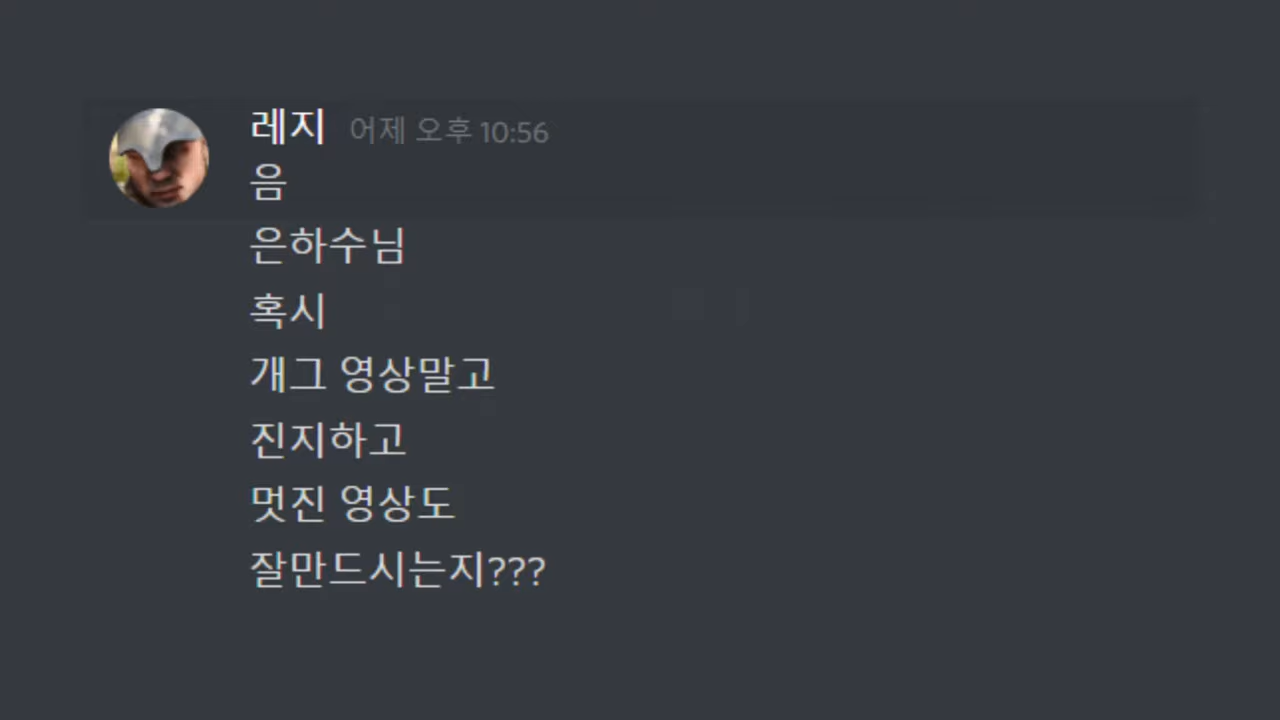 레지 어제 오후 10:56
음
은하수님
혹시
개그 영상말고
진지하고
멋진 영상도
잘만드시는지???